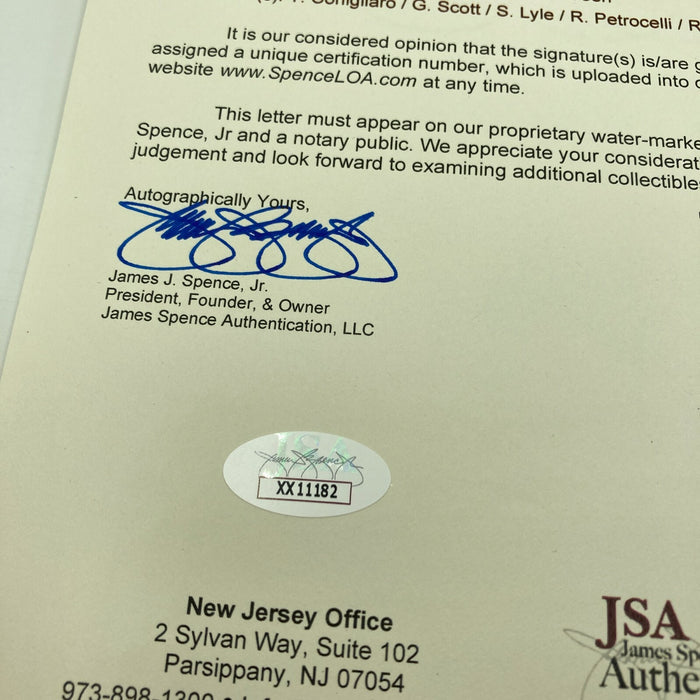 Conigliaro / G. Scott / S. Lyle / R. Petrocelli / R
It is our considered opinion that the signature(s) is/are
assigned a unique certification number, which is uploaded into
website www.SpenceLOA.com at any time.
This letter must appear on our proprietary water-marke
Spence, Jr and a notary public. We appreciate your considerat
judgement and look forward to examining additional collectible
Autographically Yours,
James J. Spence, Jr.
President, Founder, & Owner
James Spence Authentication, LLC
JSA
XX11182
New Jersey Office
2 Sylvan Way, Suite 102
Parsippany, NJ 07054
973-898-1300
JSA
James Sp
Authe